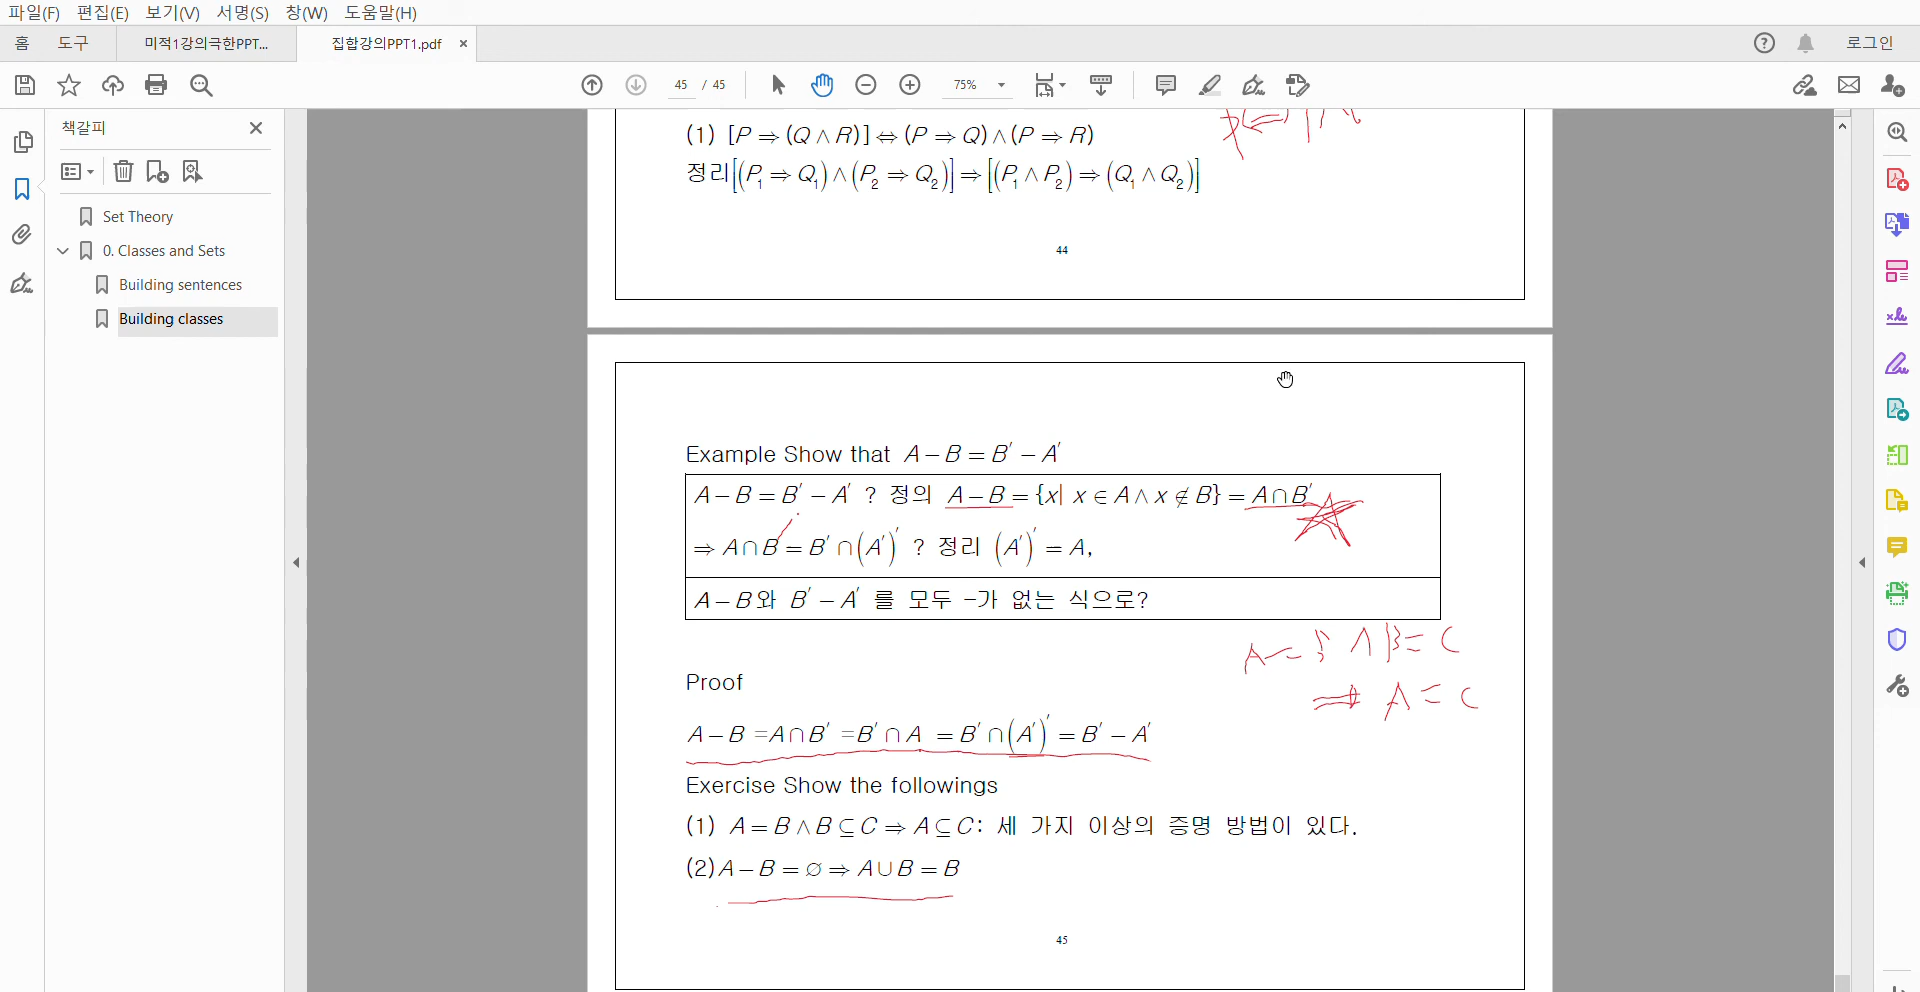 파일(F) 편집(E) 보기(V) 서명(S) 창(W) 도움말(H)
홈 도구 미적1강의극한PPT... 집합강의PPT1.pdf × 로그인
45 / 45 75%
책갈피
Set Theory
0. Classes and Sets
Building sentences
Building classes
(1) [P ⇒ (Q ∧ R)] ⇔ (P ⇒ Q) ∧ (P ⇒ R)
정리[(P₁ ⇒ Q₁) ∧ (P₂ ⇒ Q₂)] ⇒ [(P₁ ∧ P₂) ⇒ (Q₁ ∧ Q₂)]
44
Example Show that A − B = B′ − A′
A − B = B′ − A′ ? 정의 A − B = {x| x ∈ A ∧ x ∉ B} = A ∩ B′
⇒ A ∩ B′ = B′ ∩ (A′)′ ? 정리 (A′)′ = A,
A − B와 B′ − A′ 를 모두 −가 없는 식으로?
A = B ∧ B = C
⇒ A = C
Proof
A − B = A ∩ B′ = B′ ∩ A = B′ ∩ (A′)′ = B′ − A′
Exercise Show the followings
(1) A = B ∧ B ⊆ C ⇒ A ⊆ C: 세 가지 이상의 증명 방법이 있다.
(2) A − B = ∅ ⇒ A ∪ B = B
45